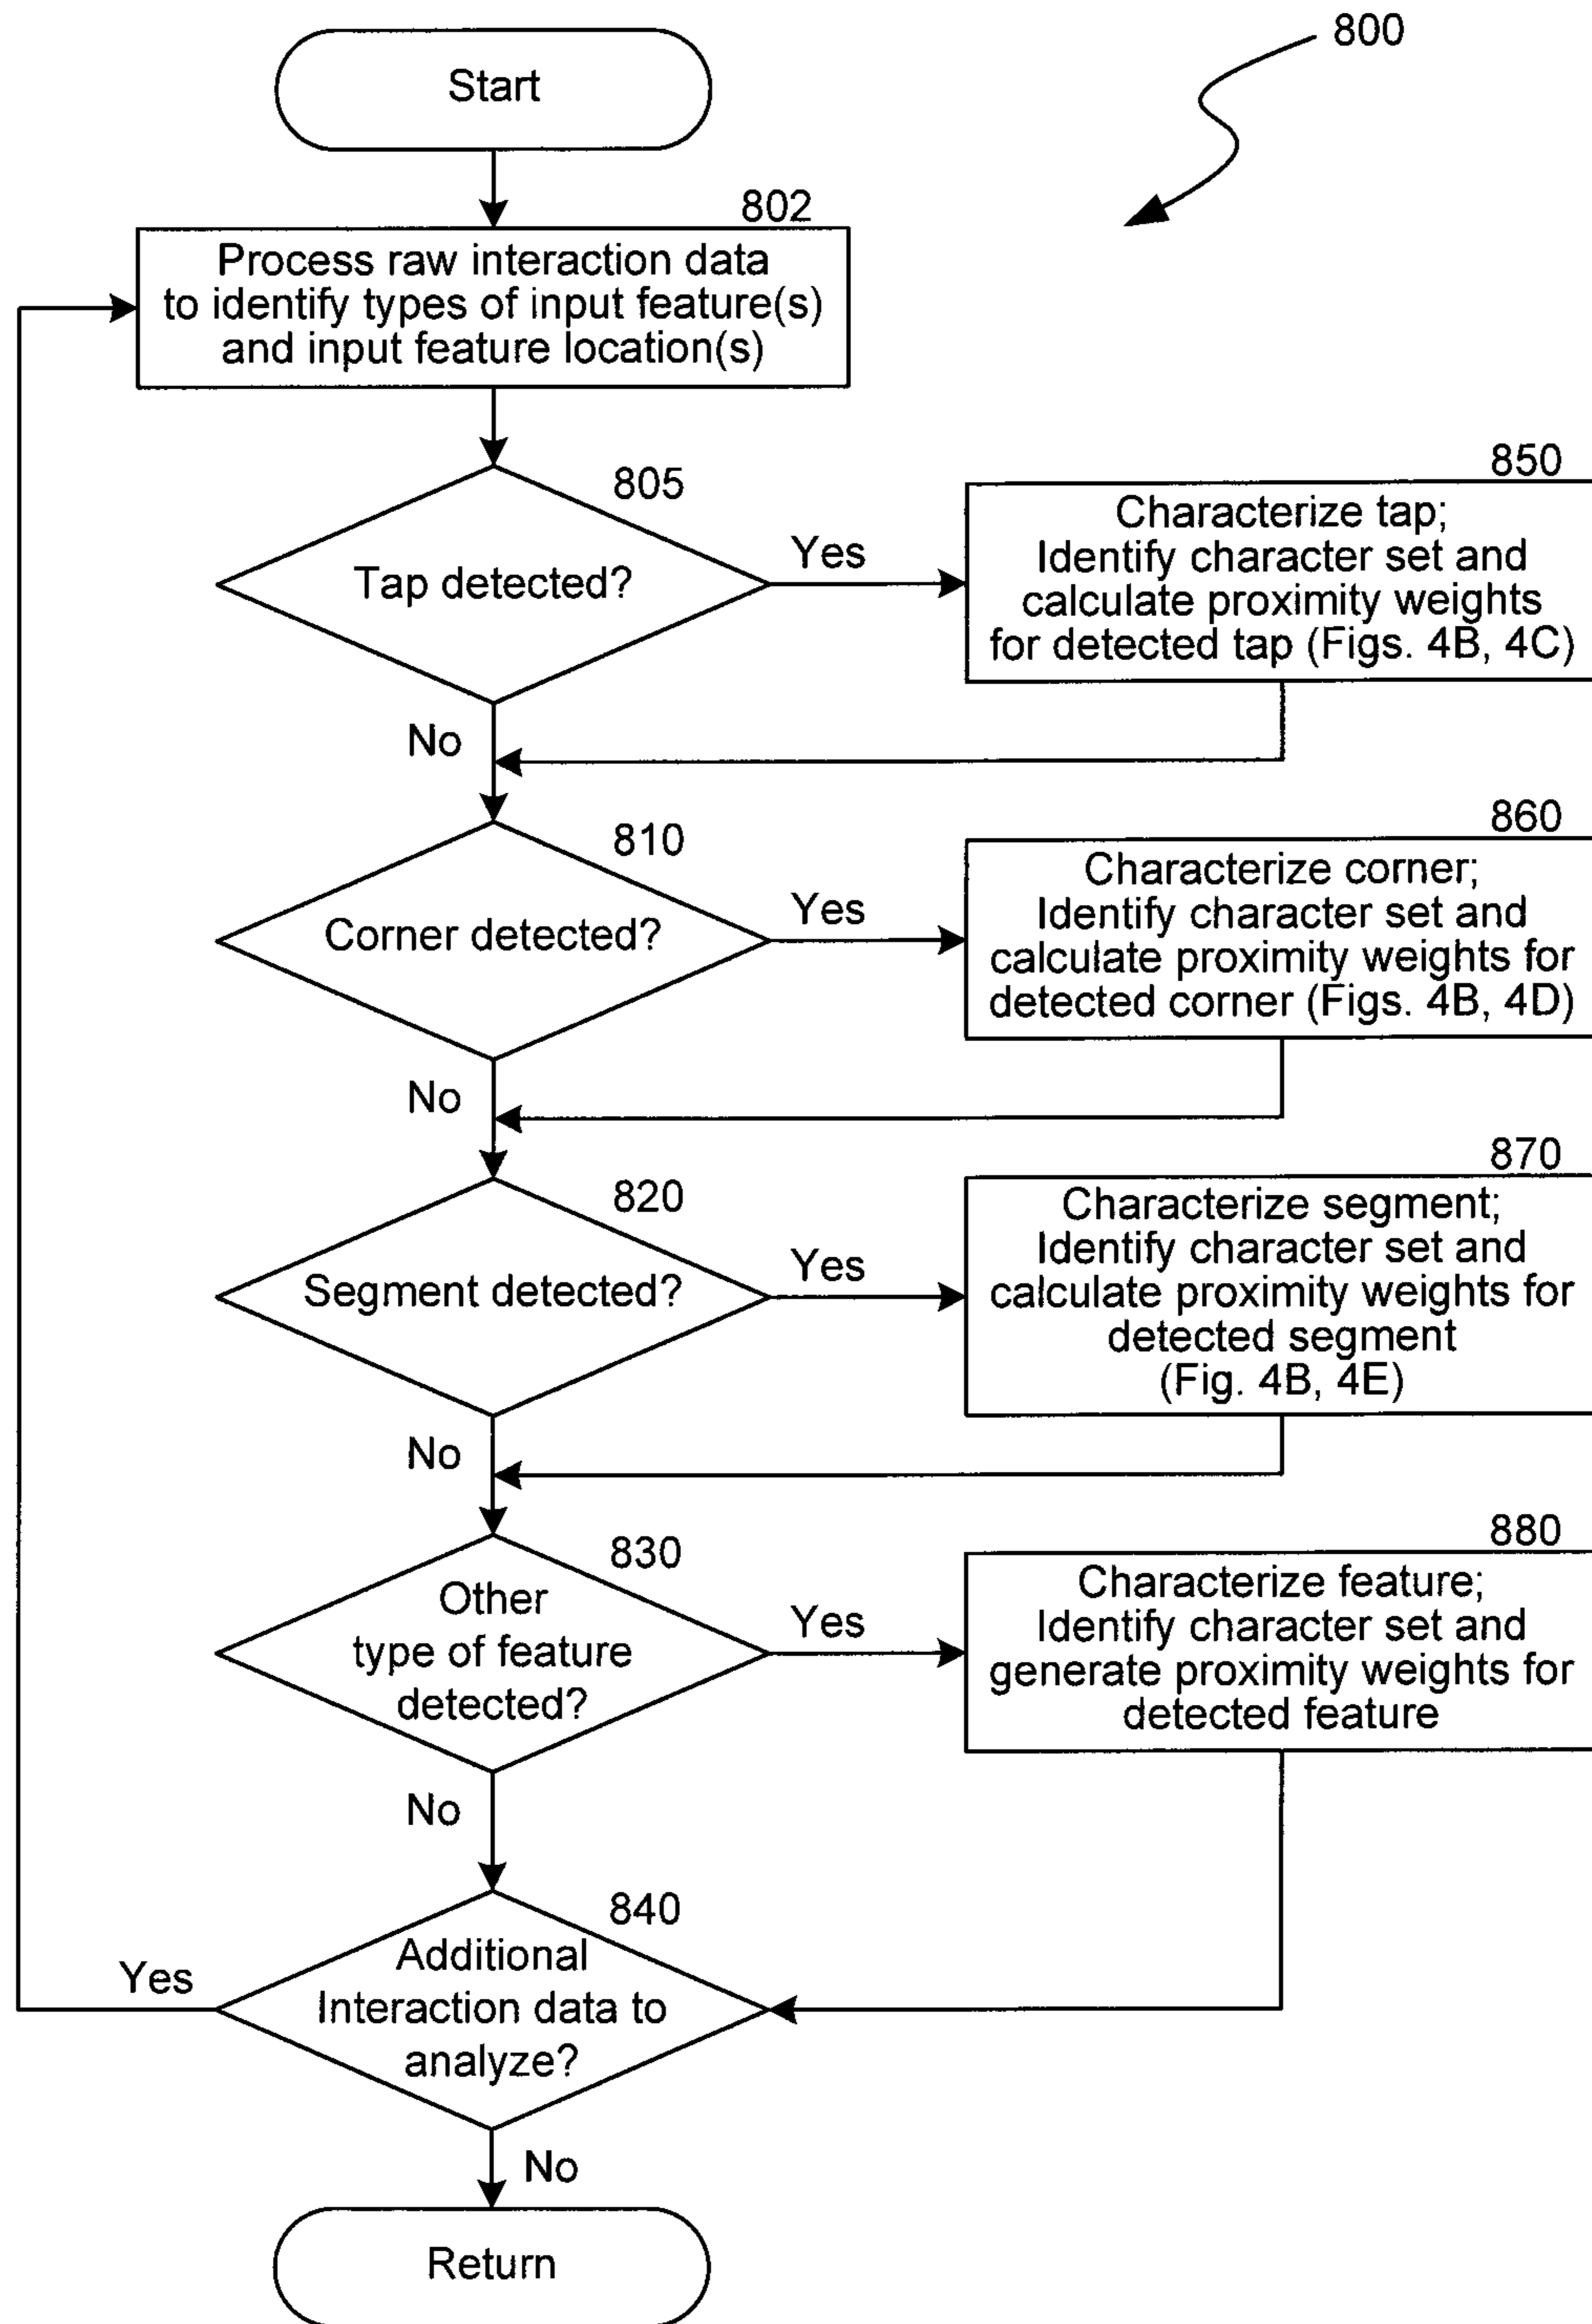 800
Start
802
Process raw interaction data
to identify types of input feature(s)
and input feature location(s)
805
Tap detected?
Yes
850
Characterize tap;
Identify character set and
calculate proximity weights
for detected tap (Figs. 4B, 4C)
No
810
Corner detected?
Yes
860
Characterize corner;
Identify character set and
calculate proximity weights for
detected corner (Figs. 4B, 4D)
No
820
Segment detected?
Yes
870
Characterize segment;
Identify character set and
calculate proximity weights for
detected segment
(Fig. 4B, 4E)
No
830
Other
type of feature
detected?
Yes
880
Characterize feature;
Identify character set and
generate proximity weights for
detected feature
No
840
Additional
Interaction data to
analyze?
Yes
No
Return